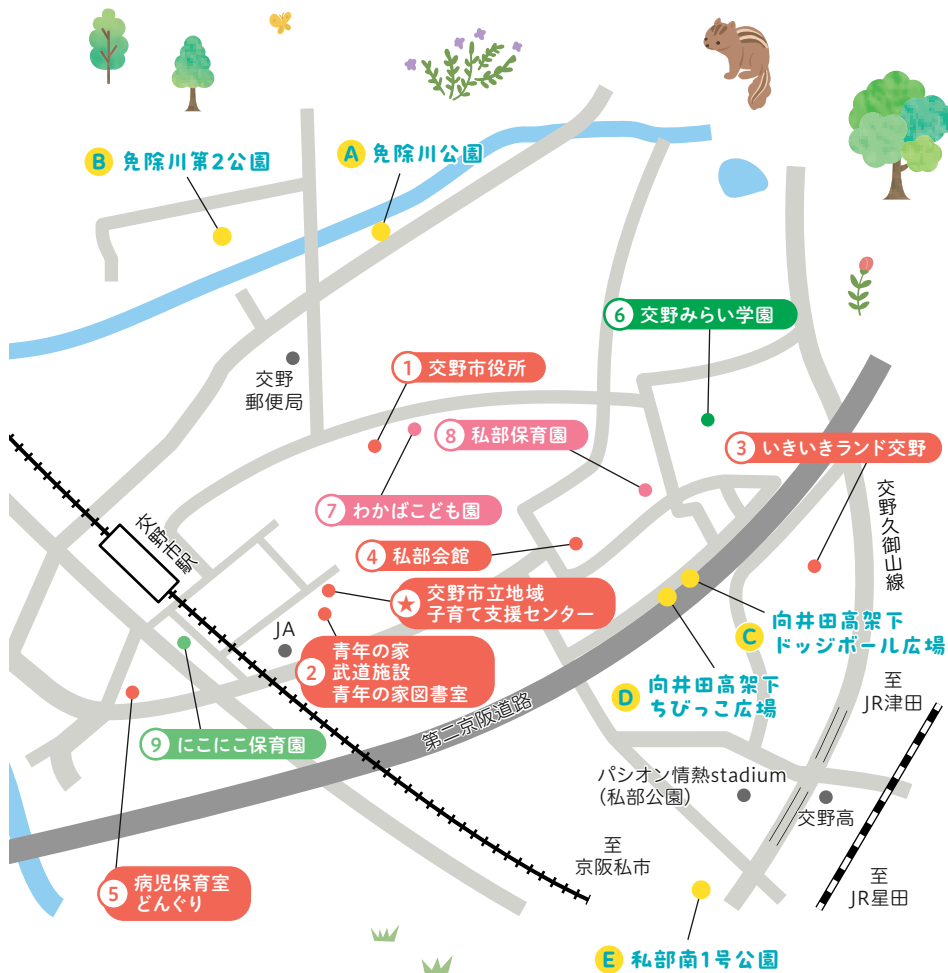 B 免除川第2公園
A 免除川公園
6 交野みらい学園
交野
郵便局
1 交野市役所
8 私部保育園
3 いきいきランド交野
交野久御山線
7 わかばこども園
交野市駅
4 私部会館
★ 交野市立地域
子育て支援センター
JA
2 青年の家
武道施設
青年の家図書室
C 向井田高架下
ドッジボール広場
D 向井田高架下
ちびっこ広場
至
JR津田
第二京阪道路
9 にこにこ保育園
パシオン情熱stadium
(私部公園)
交野高
至
京阪私市
5 病児保育室
どんぐり
至
JR星田
E 私部南1号公園